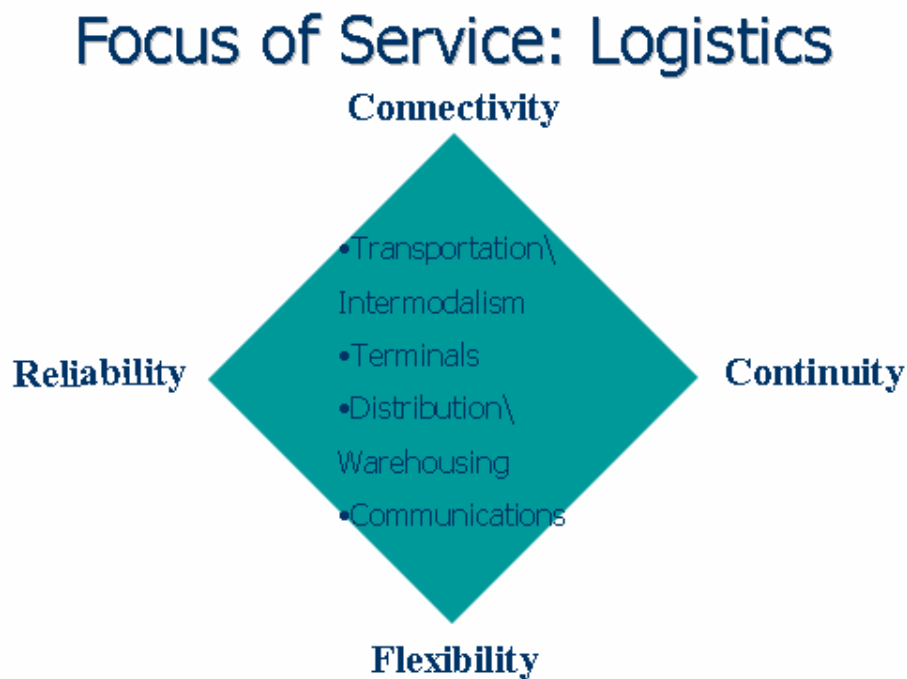 Focus of Service: Logistics
Connectivity
•Transportation\
Intermodalism
•Terminals
Reliability
Continuity
•Distribution\
Warehousing
•Communications
Flexibility